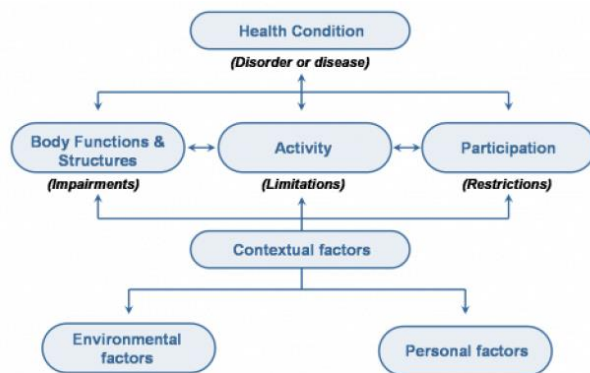 Health Condition
(Disorder or disease)
Body Functions &
Structures
Activity
Participation
(Impairments)
(Limitations)
(Restrictions)
Contextual factors
Environmental
factors
Personal factors